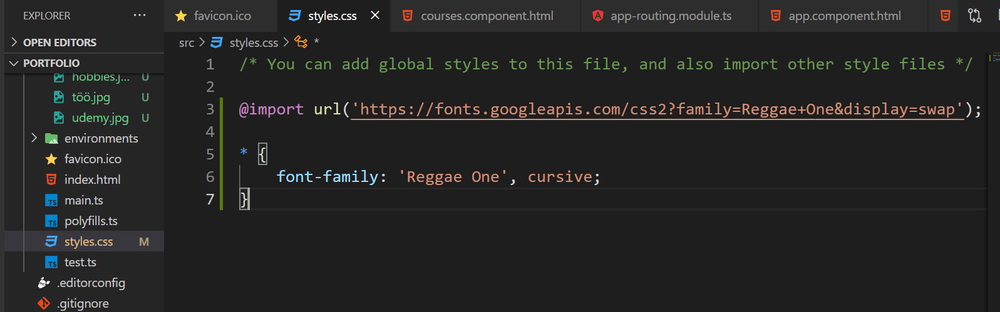 EXPLORER ···
favicon.ico
styles.css
courses.component.html
app-routing.module.ts
app.component.html
OPEN EDITORS
src > styles.css > *
PORTFOLIO
hobbies.j... U
töö.jpg U
udemy.jpg U
environments
favicon.ico
index.html
TS main.ts
TS polyfills.ts
styles.css M
TS test.ts
.editorconfig
.gitignore
1 /* You can add global styles to this file, and also import other style files */
2
3 @import url('https://fonts.googleapis.com/css2?family=Reggae+One&display=swap');
4
5 * {
6 font-family: 'Reggae One', cursive;
7 }